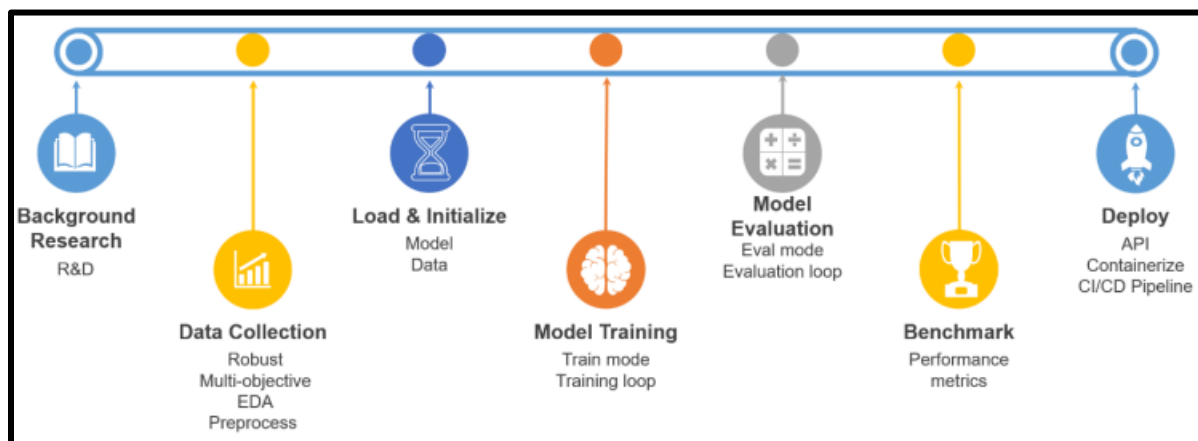 Background
Research
R&D
Data Collection
Robust
Multi-objective
EDA
Preprocess
Load & Initialize
Model
Data
Model Training
Train mode
Training loop
Model
Evaluation
Eval mode
Evaluation loop
Benchmark
Performance
metrics
Deploy
API
Containerize
CI/CD Pipeline